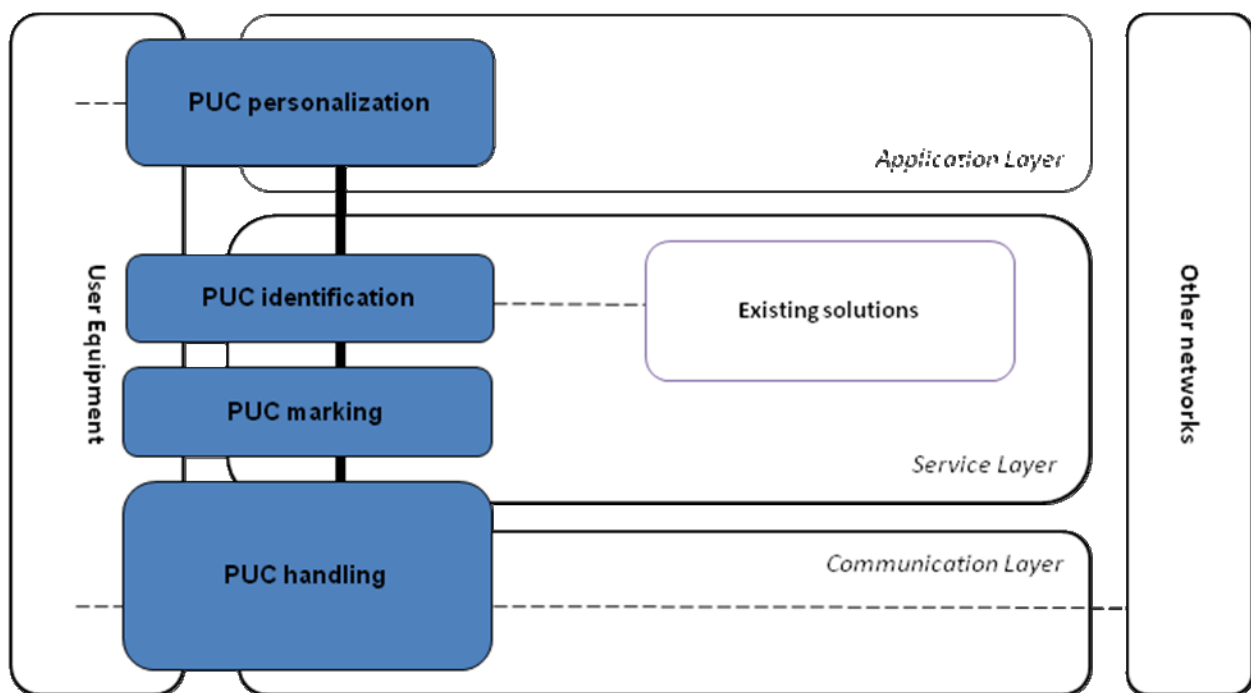 PUC personalization
Application Layer
User Equipment
PUC identification
Existing solutions
PUC marking
Service Layer
Other networks
Communication Layer
PUC handling